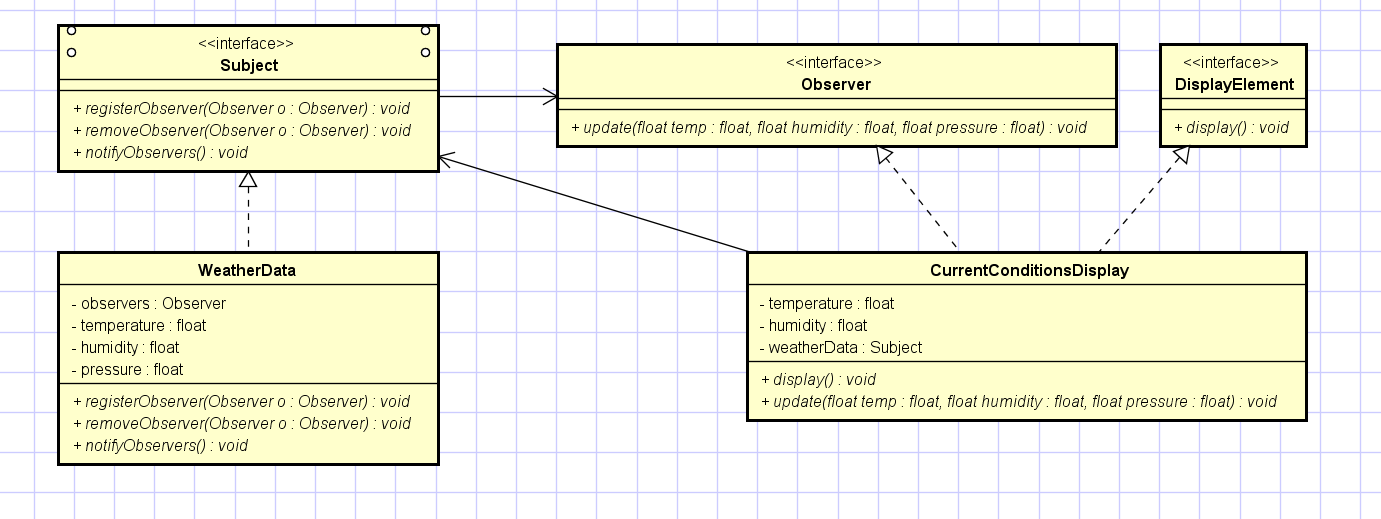 <<interface>>
Subject
+ registerObserver(Observer o : Observer) : void
+ removeObserver(Observer o : Observer) : void
+ notifyObservers() : void
<<interface>>
Observer
+ update(float temp : float, float humidity : float, float pressure : float) : void
<<interface>>
DisplayElement
+ display() : void
WeatherData
- observers : Observer
- temperature : float
- humidity : float
- pressure : float
+ registerObserver(Observer o : Observer) : void
+ removeObserver(Observer o : Observer) : void
+ notifyObservers() : void
CurrentConditionsDisplay
- temperature : float
- humidity : float
- weatherData : Subject
+ display() : void
+ update(float temp : float, float humidity : float, float pressure : float) : void